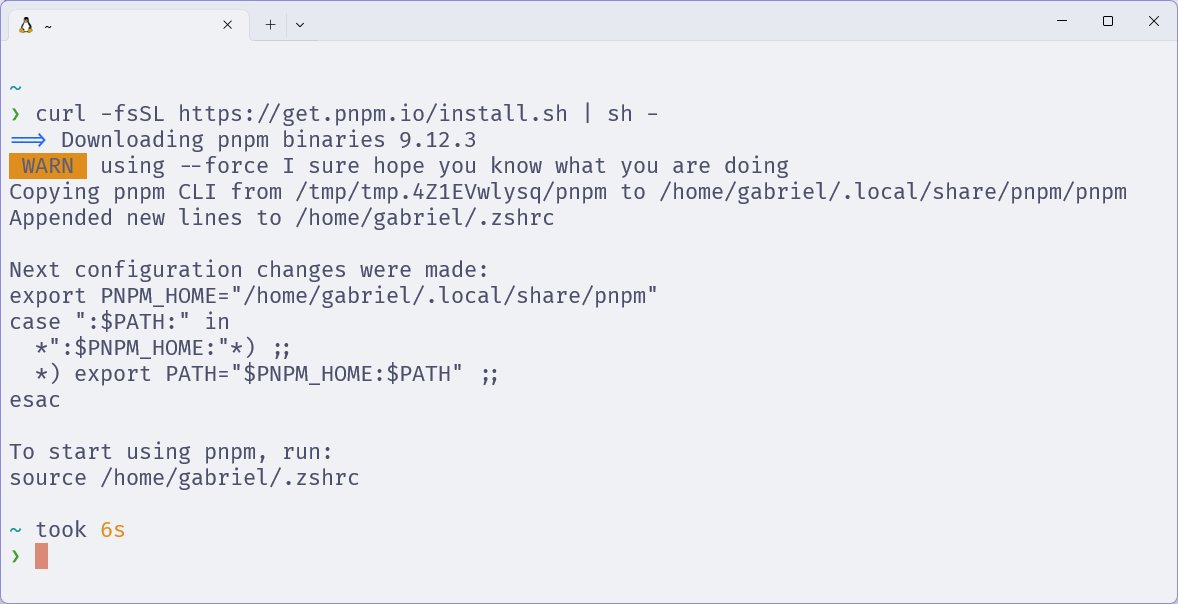 ~
~
❯ curl -fsSL https://get.pnpm.io/install.sh | sh -
==> Downloading pnpm binaries 9.12.3
 WARN  using --force I sure hope you know what you are doing
Copying pnpm CLI from /tmp/tmp.4Z1EVwlysq/pnpm to /home/gabriel/.local/share/pnpm/pnpm
Appended new lines to /home/gabriel/.zshrc

Next configuration changes were made:
export PNPM_HOME="/home/gabriel/.local/share/pnpm"
case ":$PATH:" in
  *":$PNPM_HOME:"*) ;;
  *) export PATH="$PNPM_HOME:$PATH" ;;
esac

To start using pnpm, run:
source /home/gabriel/.zshrc

~ took 6s
❯